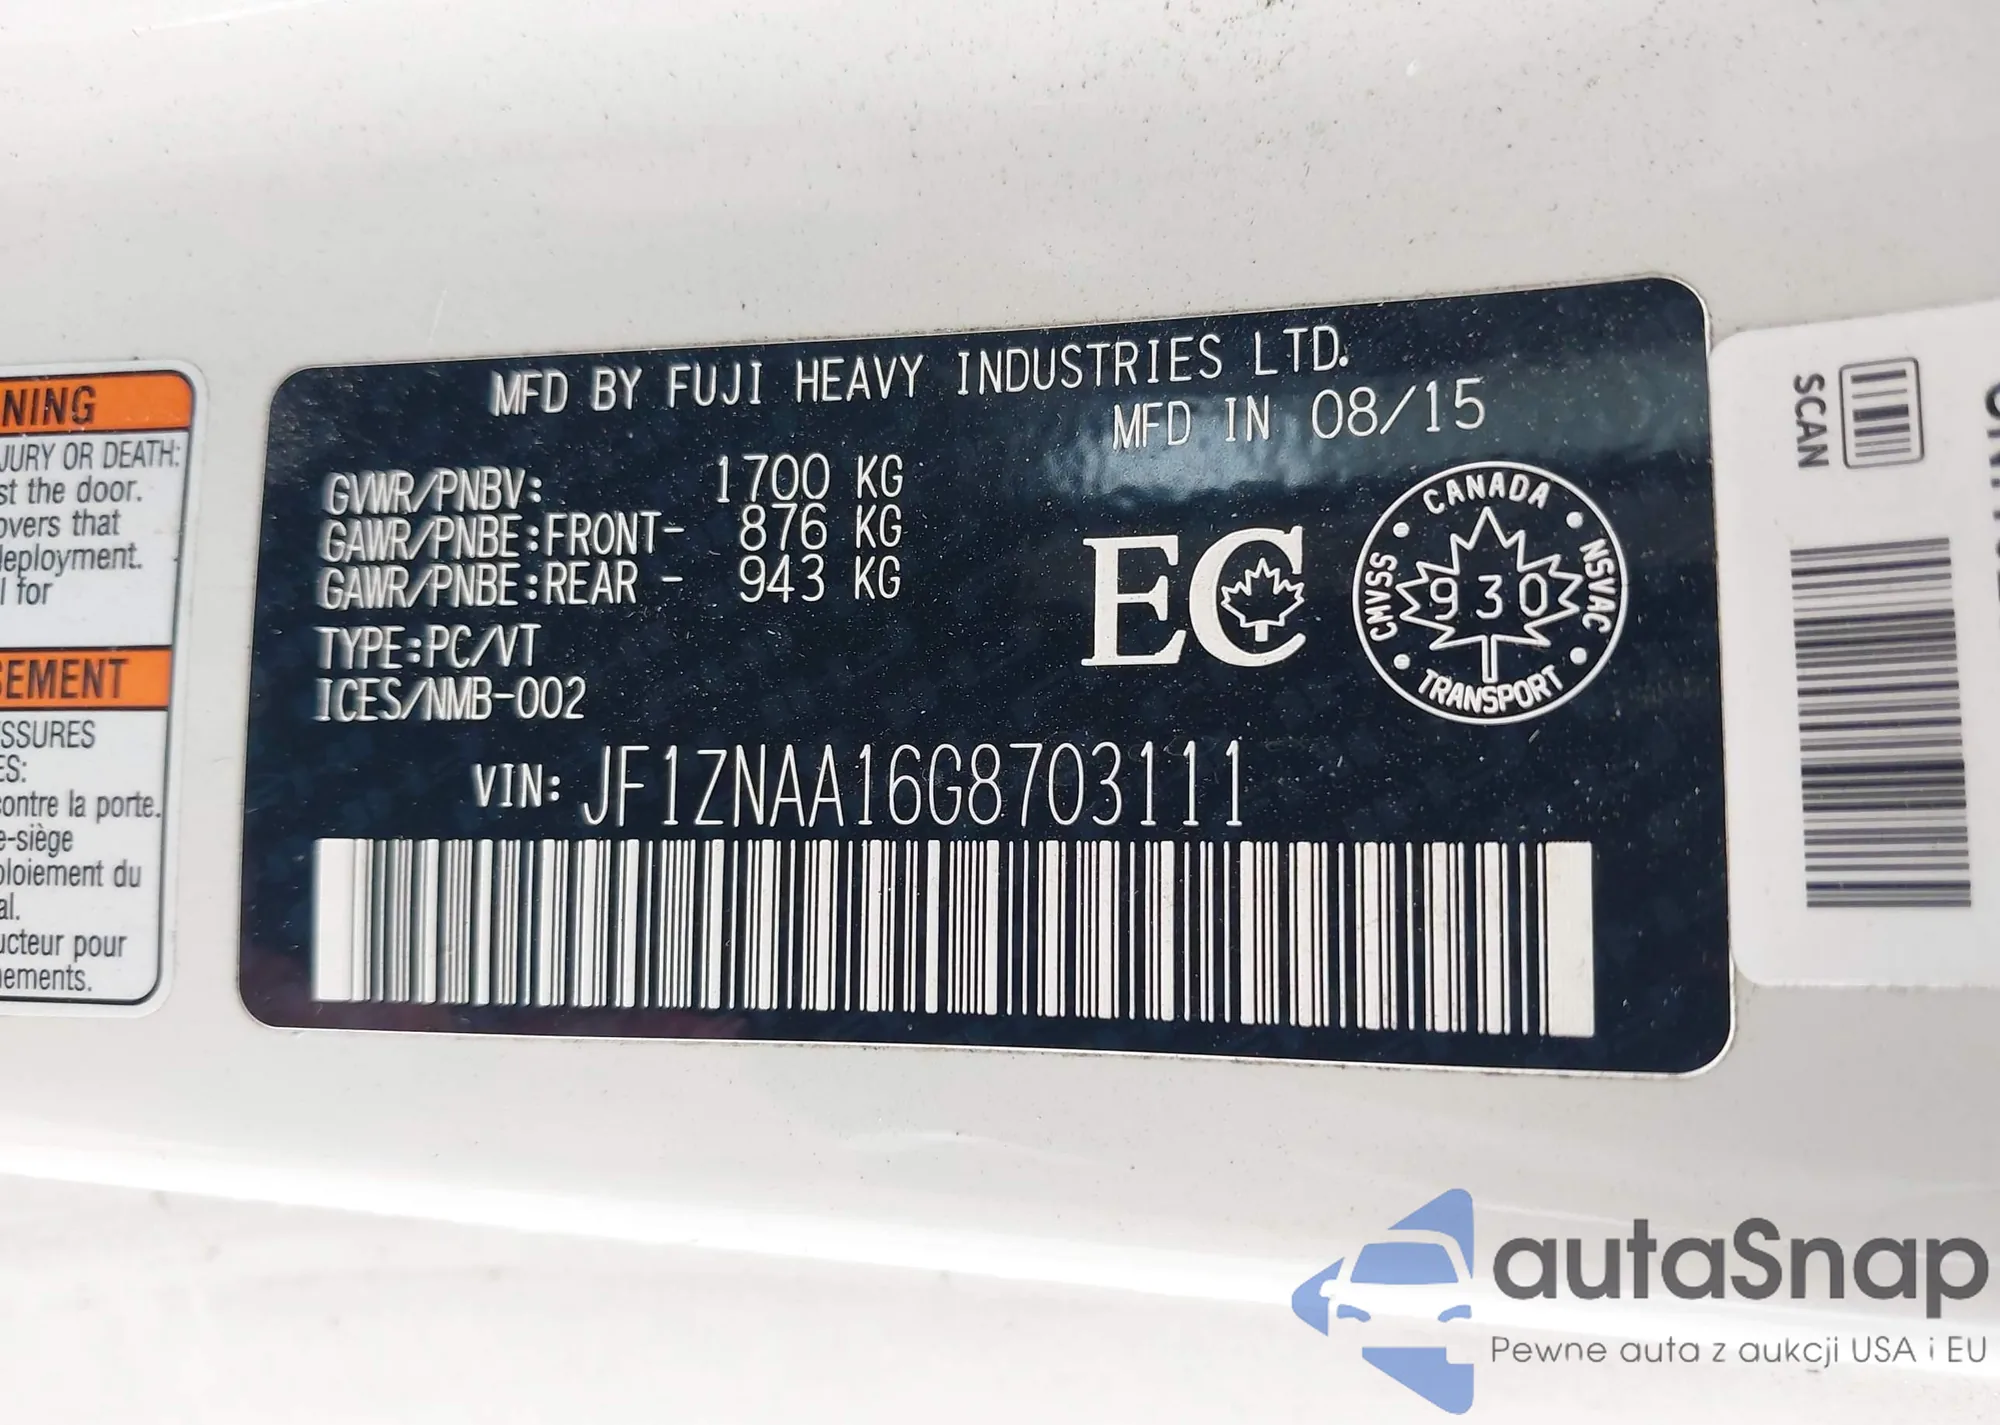 NING
JURY OR DEATH:
st the door.
overs that
deployment.
l for
SEMENT
SSURES
ES:
contre la porte.
e-siège
ploiement du
al.
ucteur pour
nements.
MFD BY FUJI HEAVY INDUSTRIES LTD.
MFD IN 08/15
GVWR/PNBV: 1700 KG
GAWR/PNBE:FRONT- 876 KG
GAWR/PNBE:REAR - 943 KG
TYPE:PC/VT
ICES/NMB-002
EC
CANADA
CMVSS
930
NSVAC
TRANSPORT
VIN: JF1ZNAA16G8703111
SCAN
autaSnap
Pewne auta z aukcji USA i EU